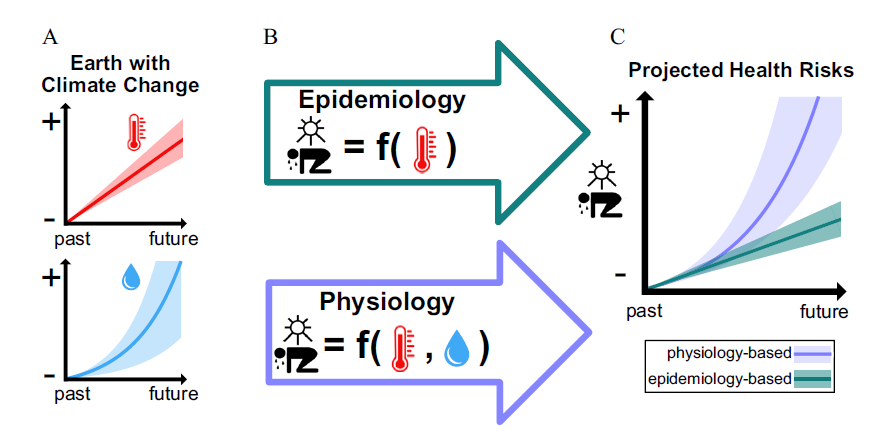 A
Earth with
Climate Change
+
-
past future
+
-
past future
B
Epidemiology
= f( )
Physiology
= f( , )
C
Projected Health Risks
+
-
past future
physiology-based
epidemiology-based